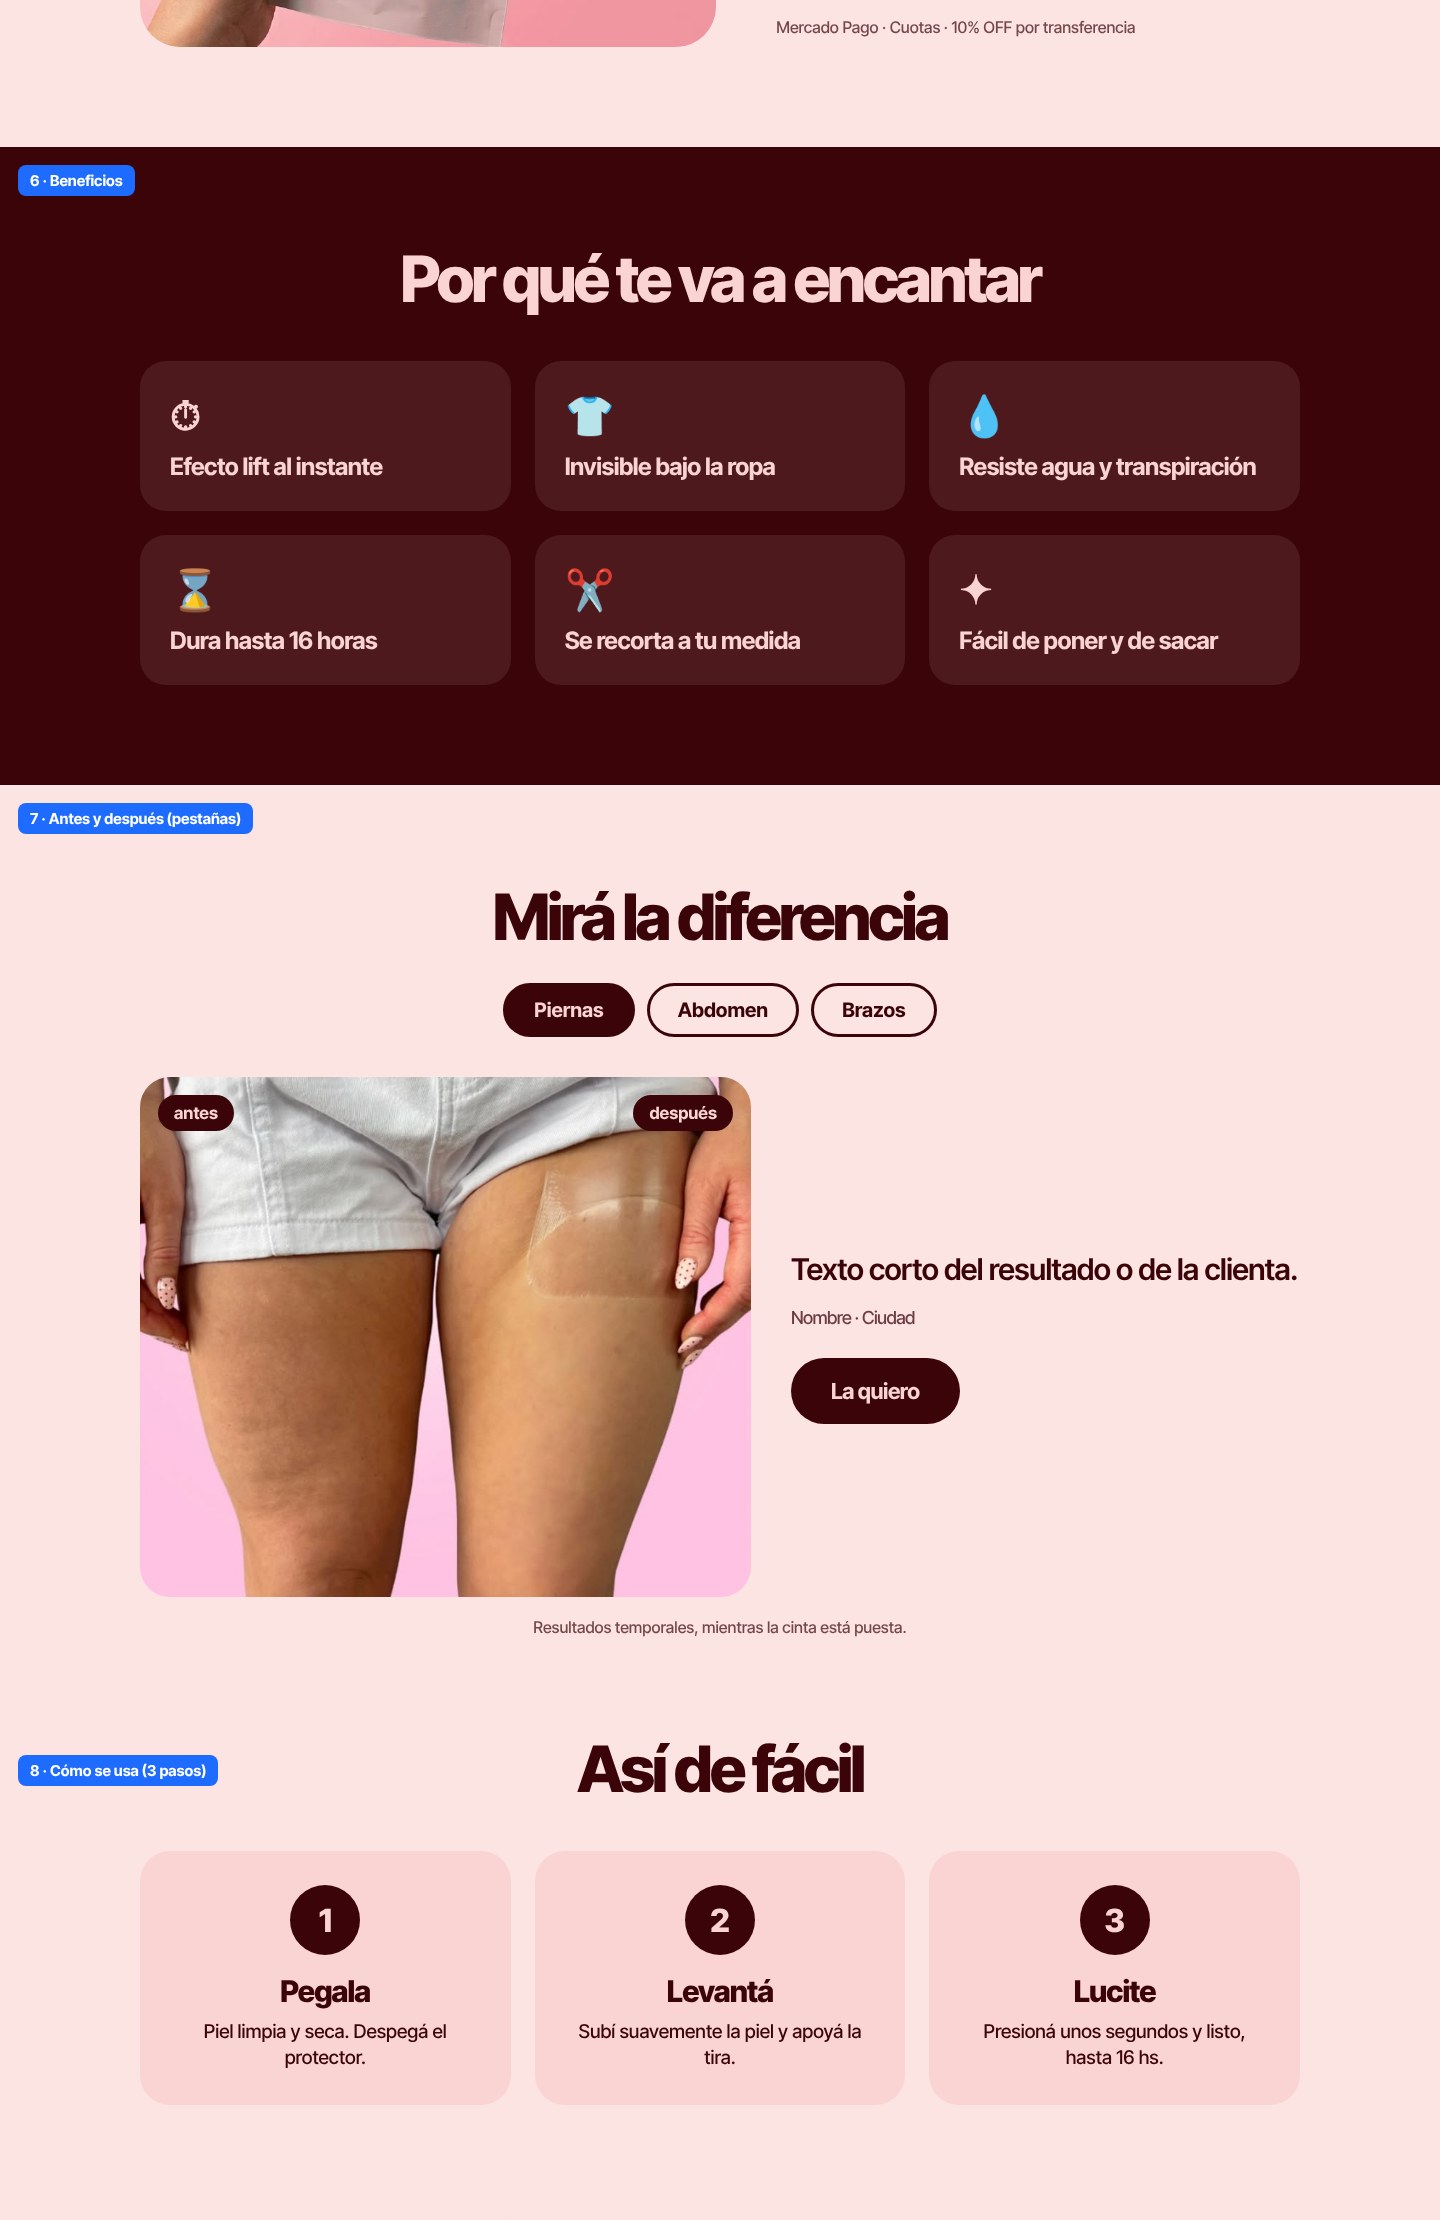 Mercado Pago · Cuotas · 10% OFF por transferencia
6 · Beneficios
Por qué te va a encantar
Efecto lift al instante
Invisible bajo la ropa
Resiste agua y transpiración
Dura hasta 16 horas
Se recorta a tu medida
Fácil de poner y de sacar
7 · Antes y después (pestañas)
Mirá la diferencia
Piernas
Abdomen
Brazos
antes
después
Texto corto del resultado o de la clienta.
Nombre · Ciudad
La quiero
Resultados temporales, mientras la cinta está puesta.
8 · Cómo se usa (3 pasos)
Así de fácil
1
Pegala
Piel limpia y seca. Despegá el
protector.
2
Levantá
Subí suavemente la piel y apoyá la
tira.
3
Lucite
Presioná unos segundos y listo,
hasta 16 hs.